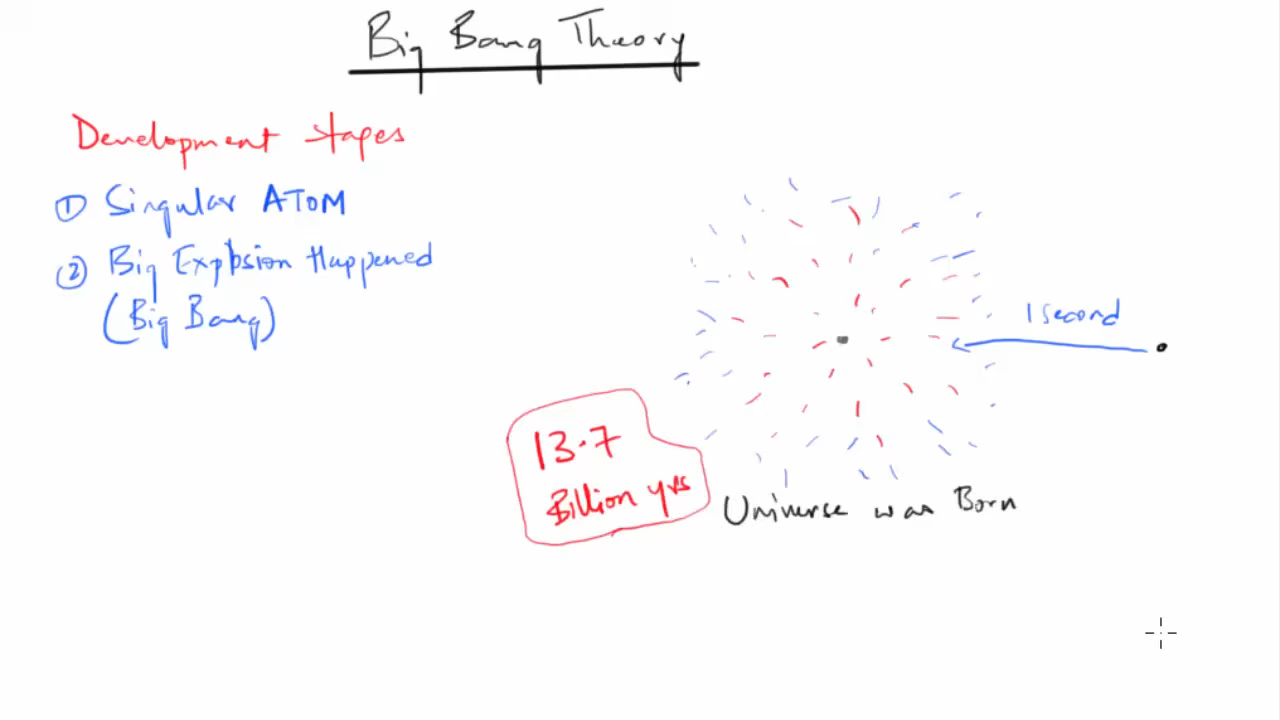 Big Bang Theory
Development stages
① Singular ATOM
② Big Explosion Happened
(Big Bang)
1 second
13.7
Billion yrs
Universe was Born